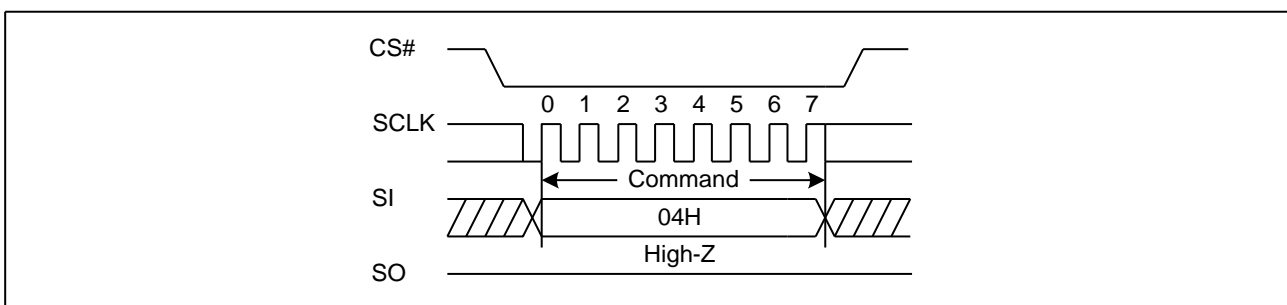 CS#
0 1 2 3 4 5 6 7
SCLK
Command
SI
04H
High-Z
SO